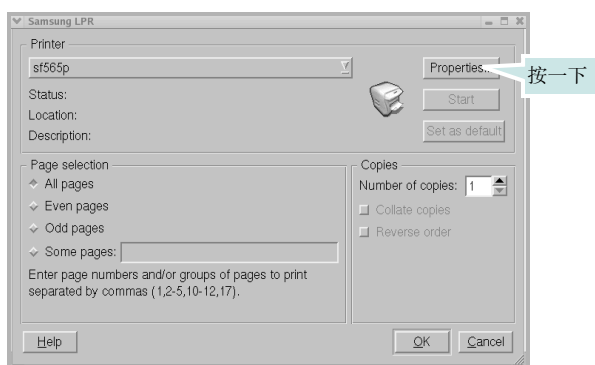 Samsung LPR
Printer
sf565p
Properties...
按一下
Status:
Start
Location:
Description:
Set as default
Page selection
All pages
Even pages
Odd pages
Some pages:
Enter page numbers and/or groups of pages to print
separated by commas (1,2-5,10-12,17).
Copies
Number of copies: 1
Collate copies
Reverse order
Help
OK
Cancel